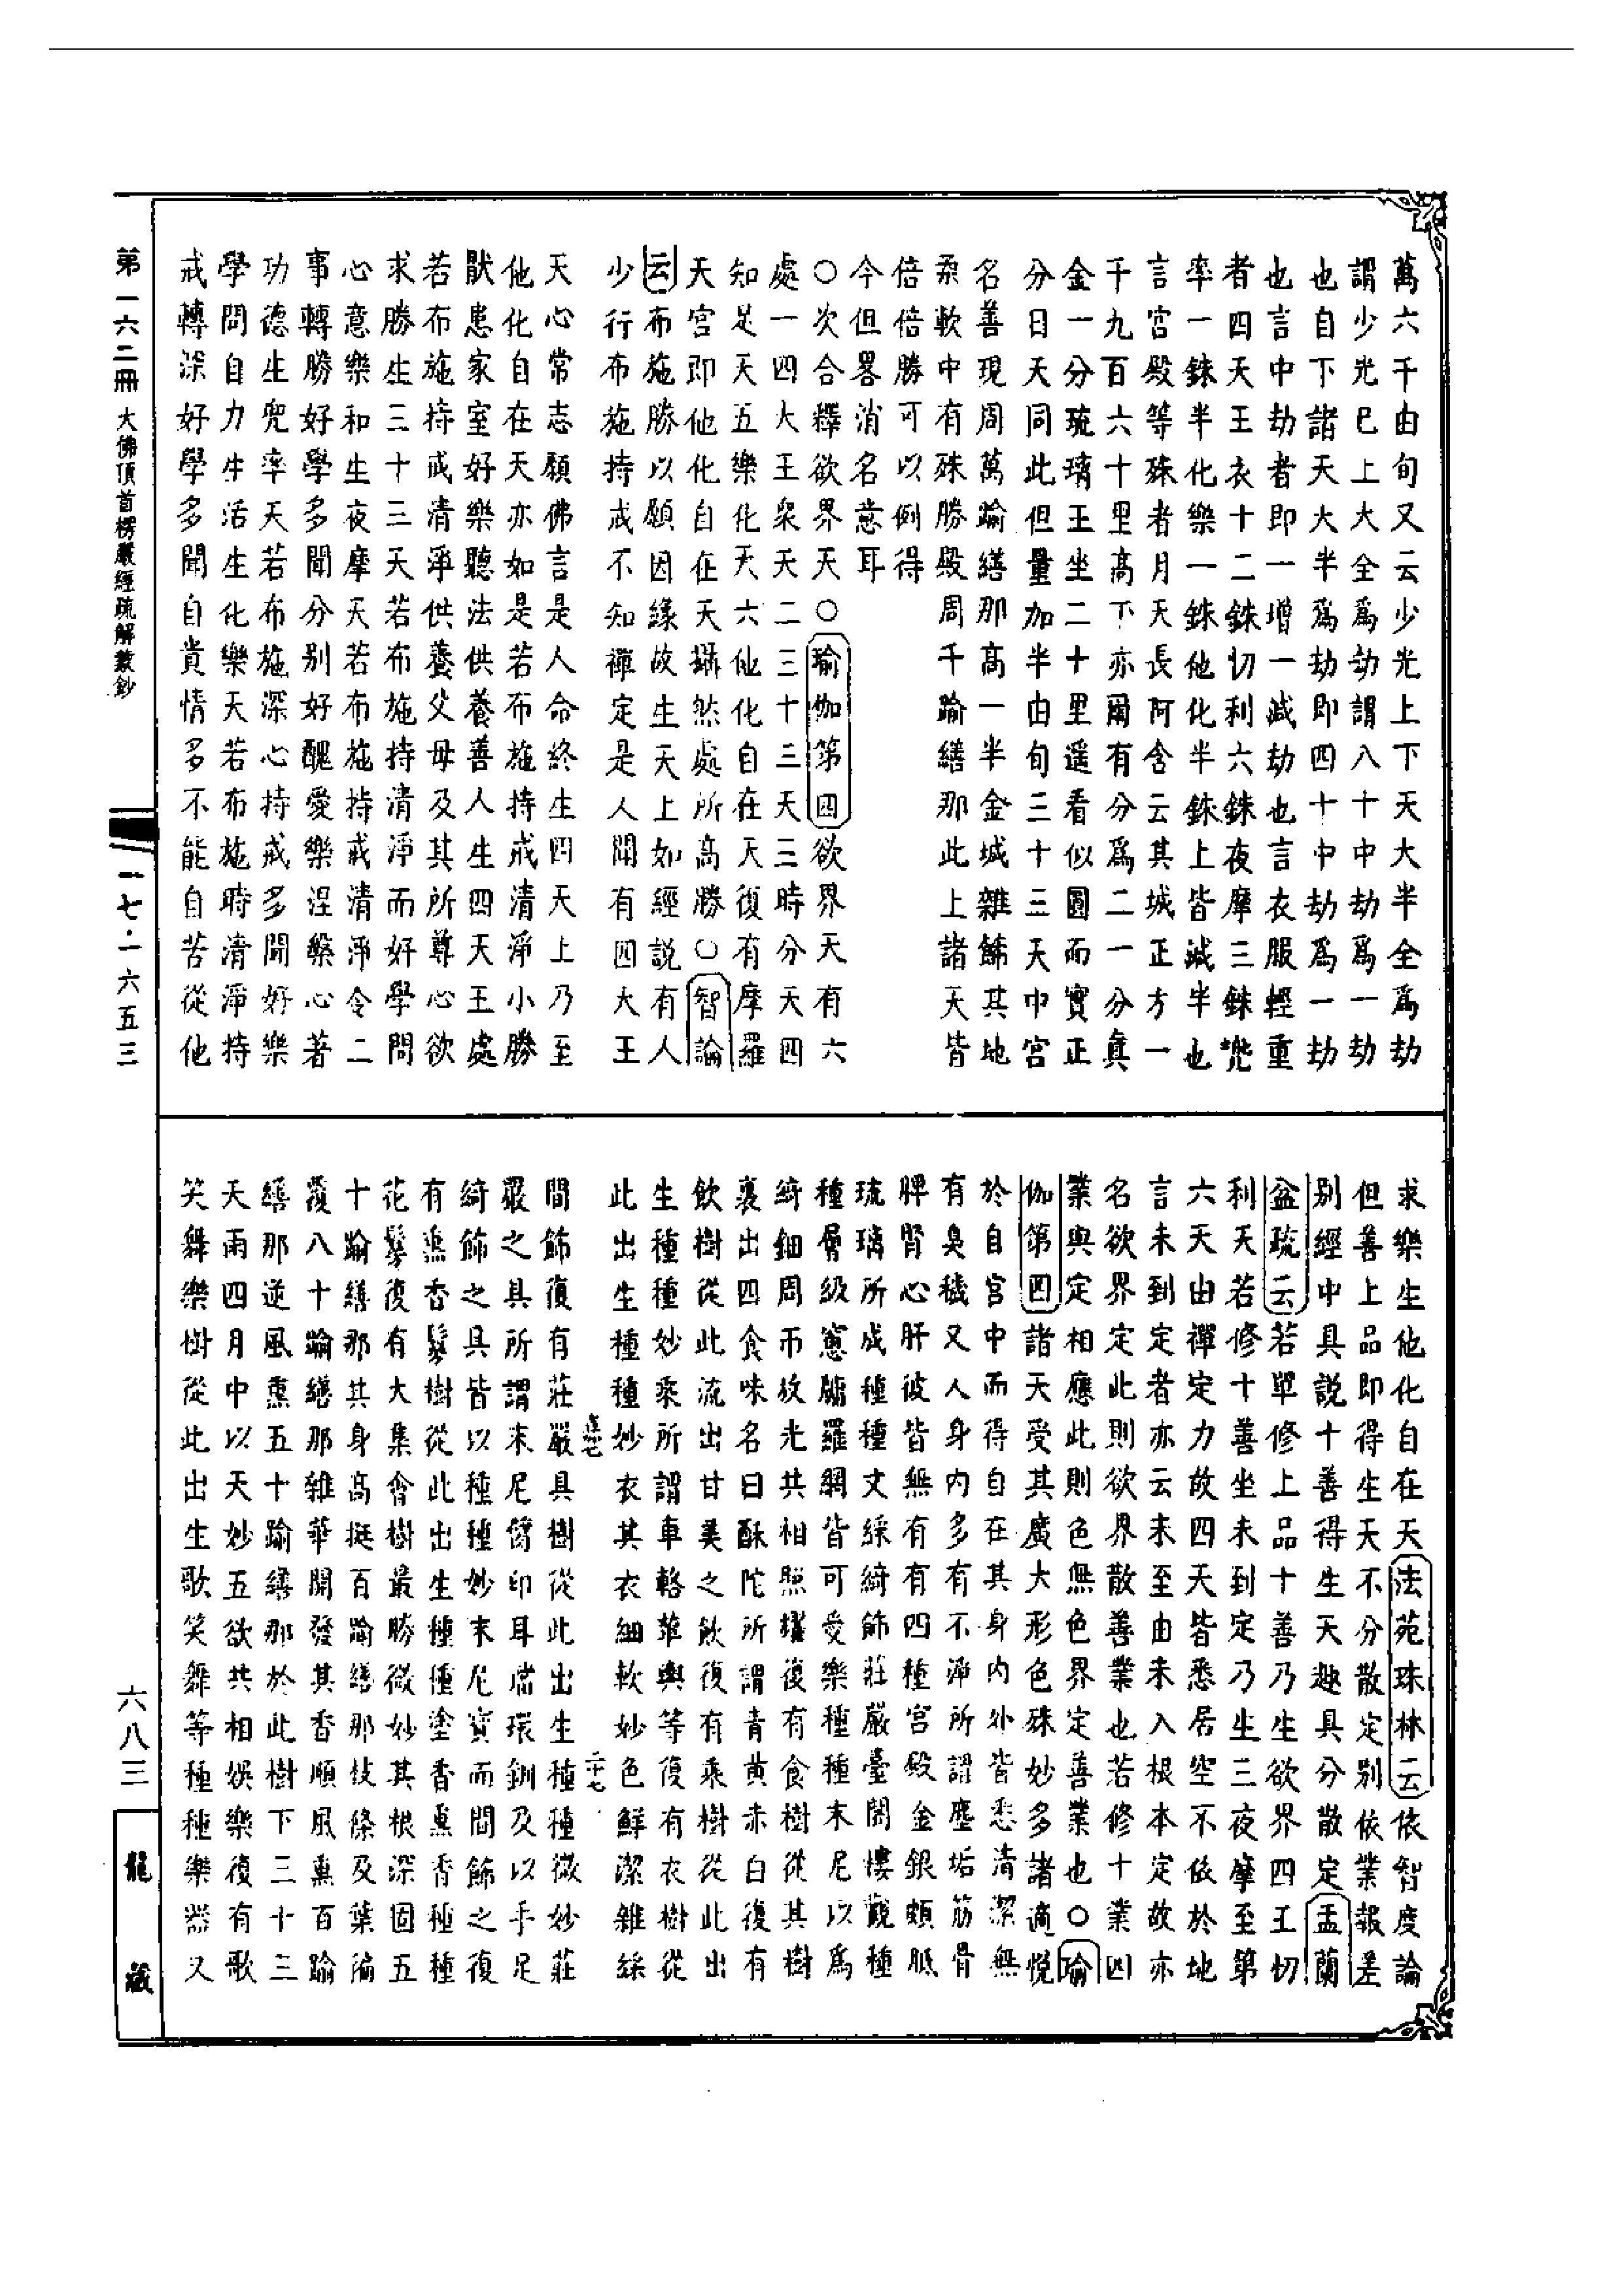 萬六千由旬又云少光上下天大半全爲劫
謂少光已上大全爲劫謂八十中劫爲一劫
也自下諸天大半爲劫即四十中劫爲一劫
也言中劫者即一增一減劫也言衣服輕重
者四天王衣十二銖忉利六銖夜摩三銖兠
率一銖半化樂一銖他化半銖上皆減半也
言宮殿等殊者月天長阿含云其城正方一
千九百六十里高下亦爾有分爲二一分真
金一分琉璃王坐二十里遥看似圓而實正
分日天同此但量加半由旬三十三天中宮
名善現周萬踰繕那高一半金城雜飾其地
柔軟中有殊勝殿周千踰繕那此上諸天皆
倍倍勝可以例得
今但畧消名意耳
○次合釋欲界天○瑜伽第四欲界天有六
處一四大王衆天二三十三天三時分天四
知足天五樂化天六他化自在天復有摩羅
天宮即他化自在天攝然處所高勝○智論
云布施勝以願因緣故生天上如經説有人
少行布施持戒不知禪定是人聞有四大王
天心常志願佛言是人命終生四天上乃至
他化自在天亦如是若布施持戒清淨小勝
猒患家室好樂聽法供養善人生四天王處
若布施持戒清淨供養父母及其所尊心欲
求勝生三十三天若布施持清淨而好學問
心意樂和生夜摩天若布施持戒清淨令二
事轉勝好學多聞分别好醜愛樂涅槃心著
功德生兜率天若布施深心持戒多聞好樂
學問自力生活生化樂天若布施時清淨持
戒轉深好學多聞自貴情多不能自苦從他
求樂生他化自在天法苑珠林云依智度論
但善上品即得生天不分散定别依業報差
别經中具説十善得生天趣具分散定盂蘭
盆䟽云若單修上品十善乃生欲界四王忉
利天若修十善坐未到定乃生三夜摩至第
六天由禪定力故四天皆悉居空不依於地
言未到定者亦云未至由未入根本定故亦
名欲界定此則欲界散善業也若修十業四
業與定相應此則色無色界定善業也○瑜
伽第四諸天受其廣大形色殊妙多諸適悅
於自宮中而得自在其身内外皆悉清潔無
有臭穢又人身内多有不淨所謂塵垢筋骨
脾腎心肝彼皆無有有四種宮殿金銀頗胝
琉璃所成種種文綵綺飾莊嚴臺閣樓觀種
種層級窻牖羅網皆可愛樂種種末尼以爲
綺鈿周帀放光共相照耀復有食樹從其樹
裏出四食味名曰酥陀所謂青黄赤白復有
飲樹從此流出甘美之飲復有乘樹從此出
生種種妙乘所謂車輅輦輿等復有衣樹從
此出生種種妙衣其衣細軟妙色鮮潔雜綵
間飾復有莊嚴具樹從此出生種種微妙莊
嚴之具所謂末尼臂印耳璫環釧及以手足
綺飾之具皆以種種妙末尼寶而間飾之復
有熏香鬘樹從此出生種種塗香熏香種種
花鬘復有大集會樹最勝微妙其根深固五
十踰繕那其身高挺百踰繕那枝條及葉徧
覆八十踰繕那雜華開發其香順風熏百踰
繕那逆風熏五十踰繕那於此樹下三十三
天雨四月中以天妙五欲共相娛樂復有歌
笑舞樂樹從此出生歌笑舞等種種樂器又
第一六二冊 大佛頂首楞嚴經疏解蒙鈔
一七·一六五三
六八三
龍藏